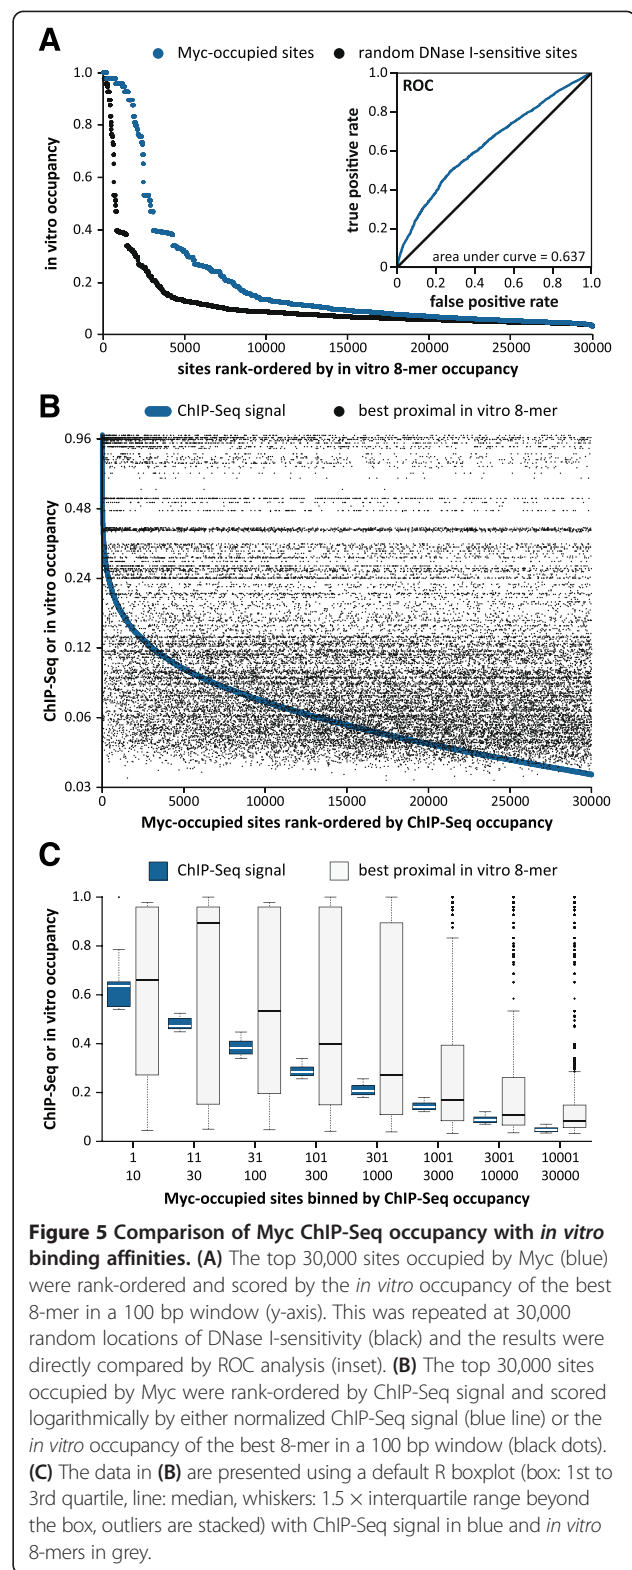 A
Myc-occupied sites
random DNase I-sensitive sites
in vitro occupancy
1.0
0.8
0.6
0.4
0.2
0
0
5000
10000
15000
20000
25000
30000
sites rank-ordered by in vitro 8-mer occupancy
ROC
true positive rate
1.0
0.8
0.6
0.4
0.2
0
area under curve = 0.637
0
0.2
0.4
0.6
0.8
1.0
false positive rate
B
ChIP-Seq signal
best proximal in vitro 8-mer
ChIP-Seq or in vitro occupancy
0.96
0.48
0.24
0.12
0.06
0.03
0
5000
10000
15000
20000
25000
30000
Myc-occupied sites rank-ordered by ChIP-Seq occupancy
C
ChIP-Seq signal
best proximal in vitro 8-mer
ChIP-Seq or in vitro occupancy
1.0
0.8
0.6
0.4
0.2
0
1 11 31 101 301 1001 3001 10001
10 30 100 300 1000 3000 10000 30000
Myc-occupied sites binned by ChIP-Seq occupancy
Figure 5 Comparison of Myc ChIP-Seq occupancy with in vitro
binding affinities. (A) The top 30,000 sites occupied by Myc (blue)
were rank-ordered and scored by the in vitro occupancy of the best
8-mer in a 100 bp window (y-axis). This was repeated at 30,000
random locations of DNase I-sensitivity (black) and the results were
directly compared by ROC analysis (inset). (B) The top 30,000 sites
occupied by Myc were rank-ordered by ChIP-Seq signal and scored
logarithmically by either normalized ChIP-Seq signal (blue line) or the
in vitro occupancy of the best 8-mer in a 100 bp window (black dots).
(C) The data in (B) are presented using a default R boxplot (box: 1st to
3rd quartile, line: median, whiskers: 1.5 × interquartile range beyond
the box, outliers are stacked) with ChIP-Seq signal in blue and in vitro
8-mers in grey.